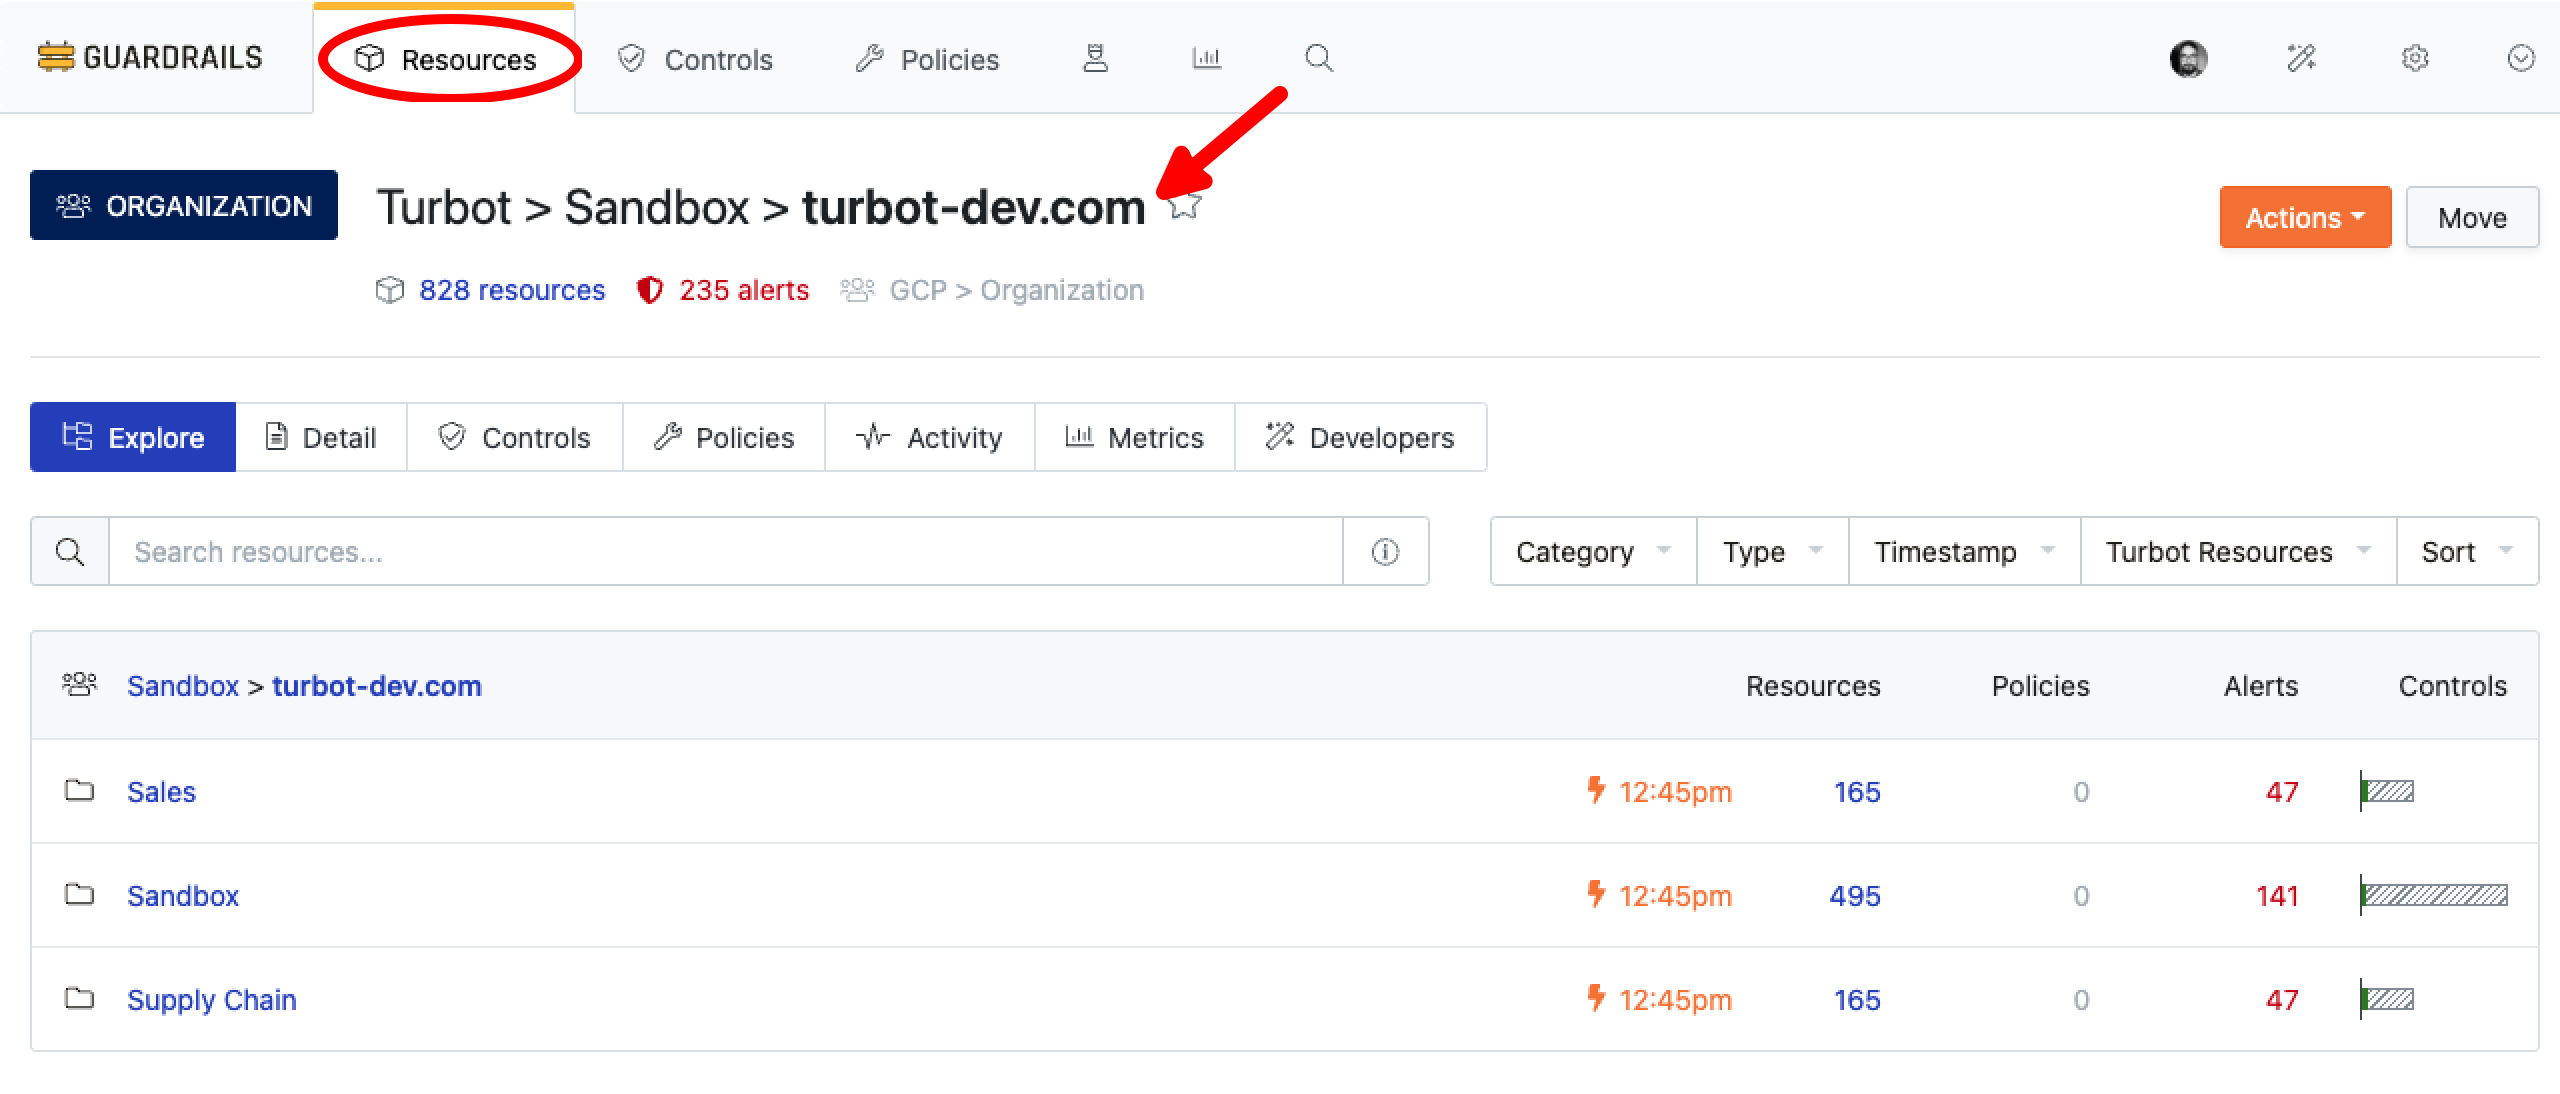 GUARDRAILS Resources Controls Policies
ORGANIZATION Turbot > Sandbox > turbot-dev.com Actions Move
828 resources 235 alerts GCP > Organization
Explore Detail Controls Policies Activity Metrics Developers
Search resources... Category Type Timestamp Turbot Resources Sort
Sandbox > turbot-dev.com Resources Policies Alerts Controls
Sales 12:45pm 165 0 47
Sandbox 12:45pm 495 0 141
Supply Chain 12:45pm 165 0 47